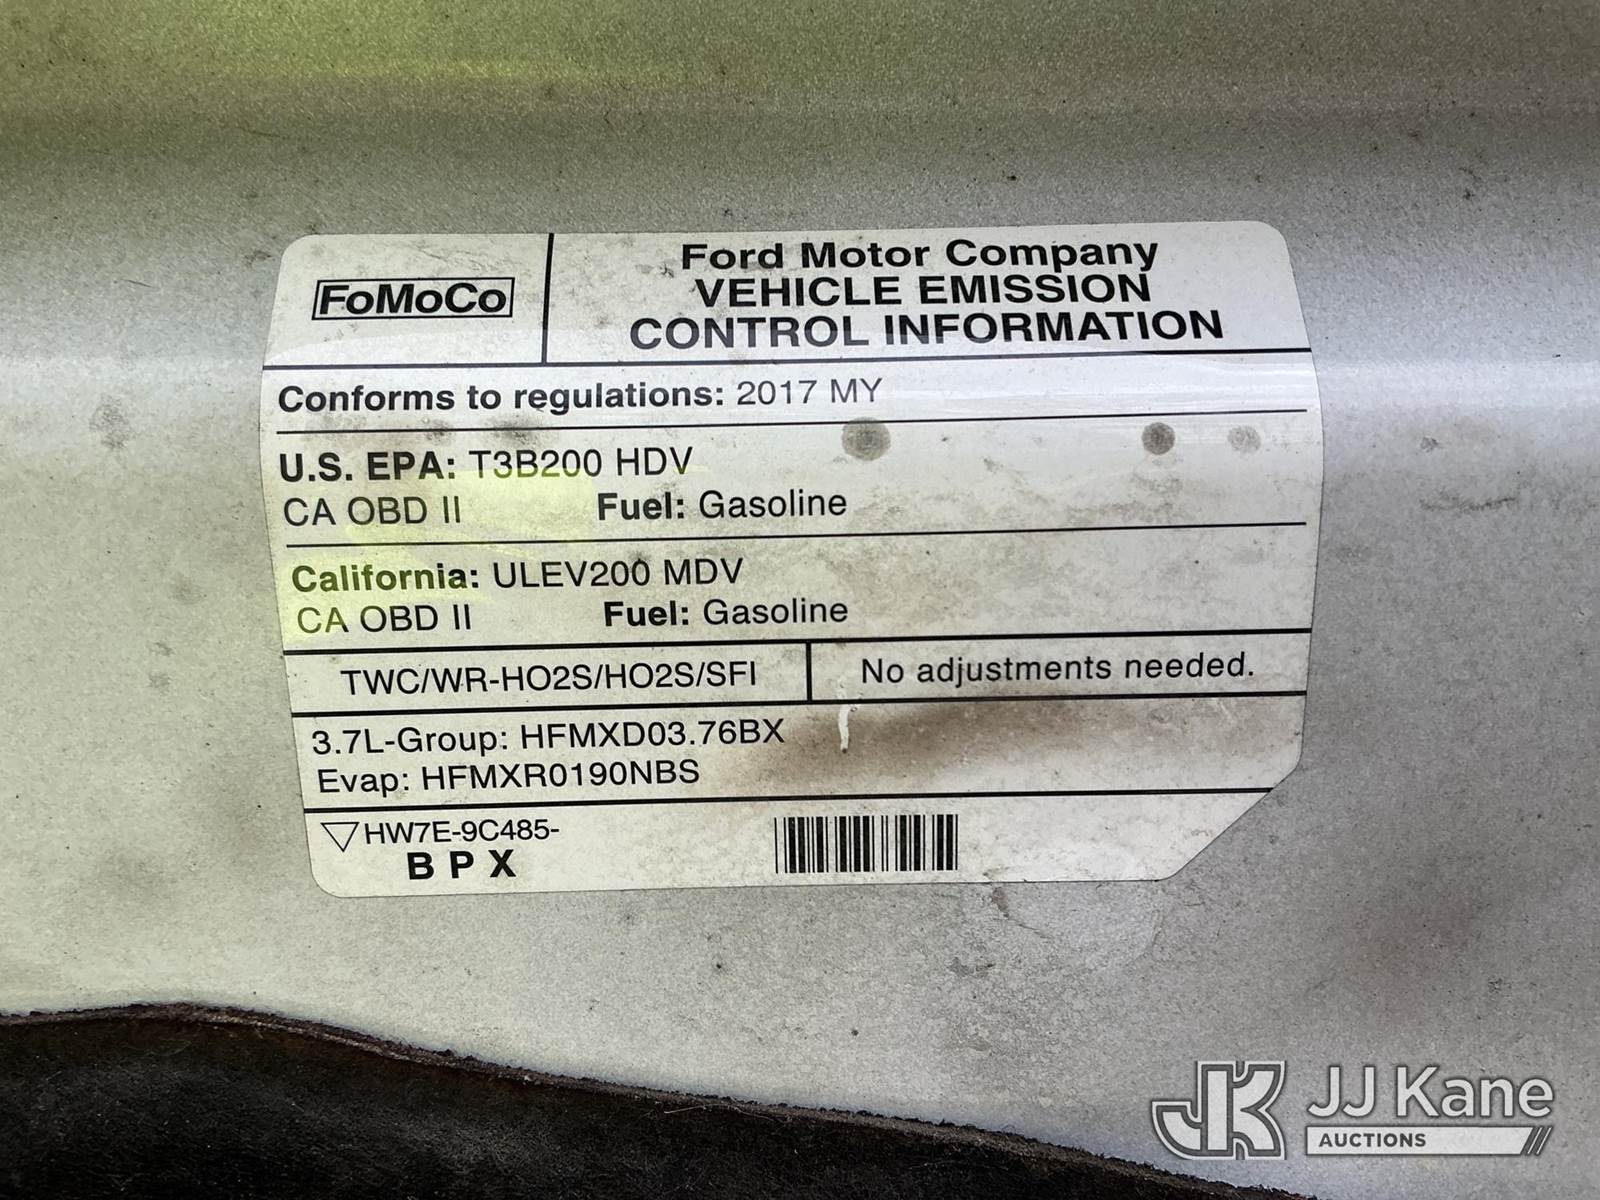 FoMoCo
Ford Motor Company
VEHICLE EMISSION
CONTROL INFORMATION
Conforms to regulations: 2017 MY
U.S. EPA: T3B200 HDV
CA OBD II Fuel: Gasoline
California: ULEV200 MDV
CA OBD II Fuel: Gasoline
TWC/WR-HO2S/HO2S/SFI
No adjustments needed.
3.7L-Group: HFMXD03.76BX
Evap: HFMXR0190NBS
HW7E-9C485-
B P X
JK JJ Kane
AUCTIONS